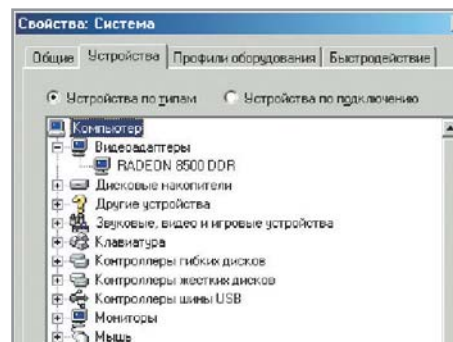 Свойства: Система
Общие Устройства Профили оборудования Быстродействие
Устройства по типам Устройства по подключению
Компьютер
Видеоадаптеры
RADEON 8500 DDR
Дисковые накопители
Другие устройства
Звуковые, видео и игровые устройства
Клавиатура
Контроллеры гибких дисков
Контроллеры жестких дисков
Контроллеры шины USB
Мониторы
Мышь